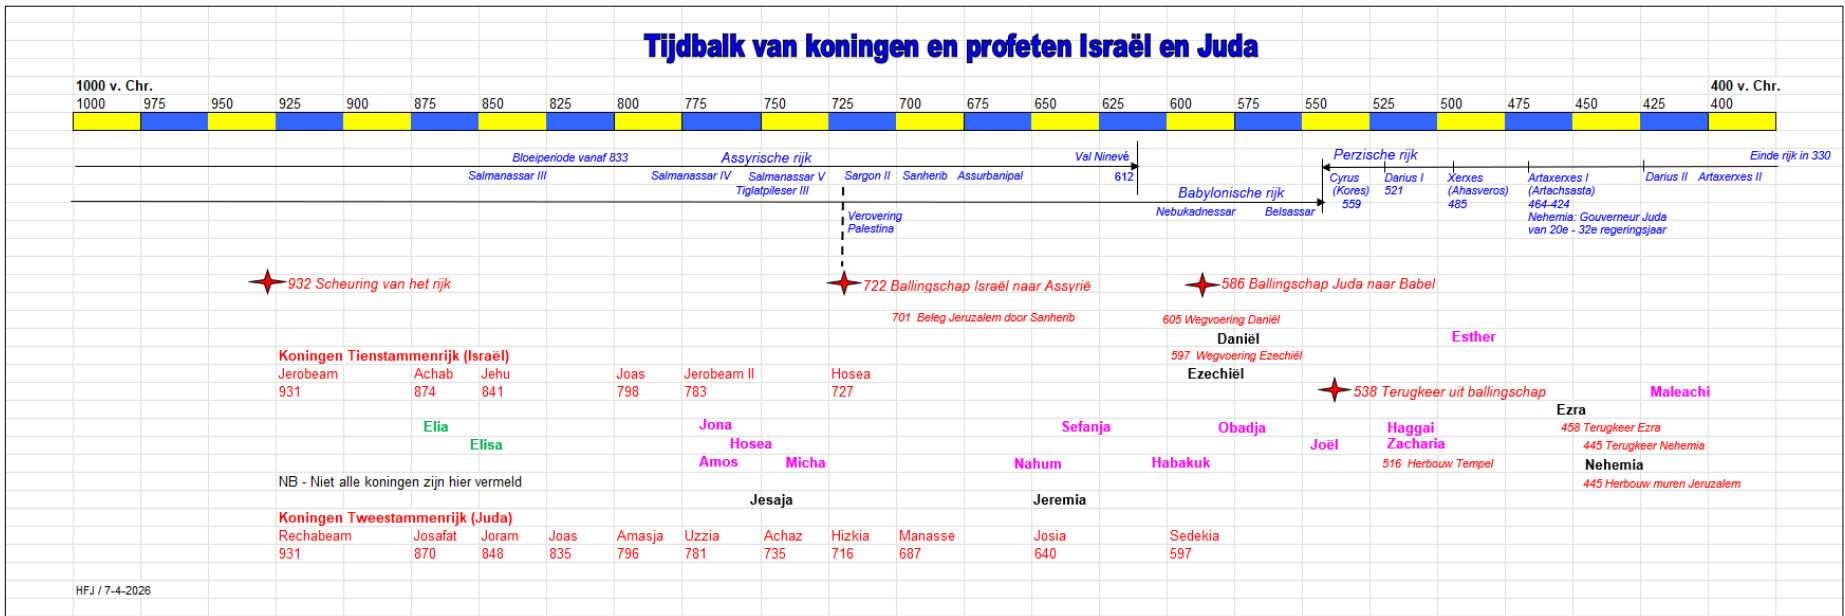 Tijdbalk van koningen en profeten Israël en Juda
1000 v. Chr.
400 v. Chr.
1000 975 950 925 900 875 850 825 800 775 750 725 700 675 650 625 600 575 550 525 500 475 450 425 400
Bloeiperiode vanaf 833
Assyrische rijk
Val Ninevé
612
Perzische rijk
Einde rijk in 330
Salmanassar III
Salmanassar IV
Salmanassar V
Tiglatpileser III
Sargon II
Sanherib
Assurbanipal
Cyrus
(Kores)
559
Darius I
521
Xerxes
(Ahasveros)
485
Artaxerxes I
(Artachsasta)
464-424
Nehemia: Gouverneur Juda
van 20e - 32e regeringsjaar
Darius II
Artaxerxes II
Babylonische rijk
Nebukadnessar
Belsassar
Verovering
Palestina
932 Scheuring van het rijk
722 Ballingschap Israël naar Assyrië
586 Ballingschap Juda naar Babel
701 Beleg Jeruzalem door Sanherib
605 Wegvoering Daniël
Daniël
597 Wegvoering Ezechiël
Ezechiël
Esther
538 Terugkeer uit ballingschap
Maleachi
Koningen Tienstammenrijk (Israël)
Jerobeam Achab Jehu Joas Jerobeam II Hosea
931 874 841 798 783 727
Ezra
458 Terugkeer Ezra
445 Terugkeer Nehemia
Nehemia
445 Herbouw muren Jeruzalem
Elia
Elisa
Jona
Hosea
Amos
Micha
Sefanja
Nahum
Obadja
Habakuk
Joël
Haggai
Zacharia
516 Herbouw Tempel
NB - Niet alle koningen zijn hier vermeld
Jesaja
Jeremia
Koningen Tweestammenrijk (Juda)
Rechabeam Josafat Joram Joas Amasja Uzzia Achaz Hizkia Manasse Josia Sedekia
931 870 848 835 796 781 735 716 687 640 597
HFJ / 7-4-2026